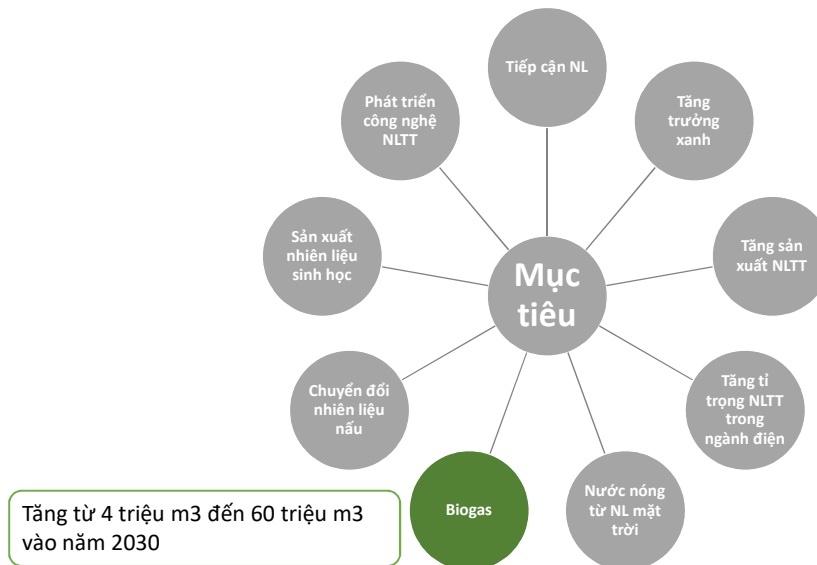 Tiếp cận NL
Tăng
trưởng
xanh
Tăng sản
xuất NLTT
Tăng tỉ
trọng NLTT
trong
ngành điện
Nước nóng
từ NL mặt
trời
Biogas
Chuyển đổi
nhiên liệu
nấu
Sản xuất
nhiên liệu
sinh học
Phát triển
công nghệ
NLTT
Mục
tiêu
Tăng từ 4 triệu m3 đến 60 triệu m3
vào năm 2030